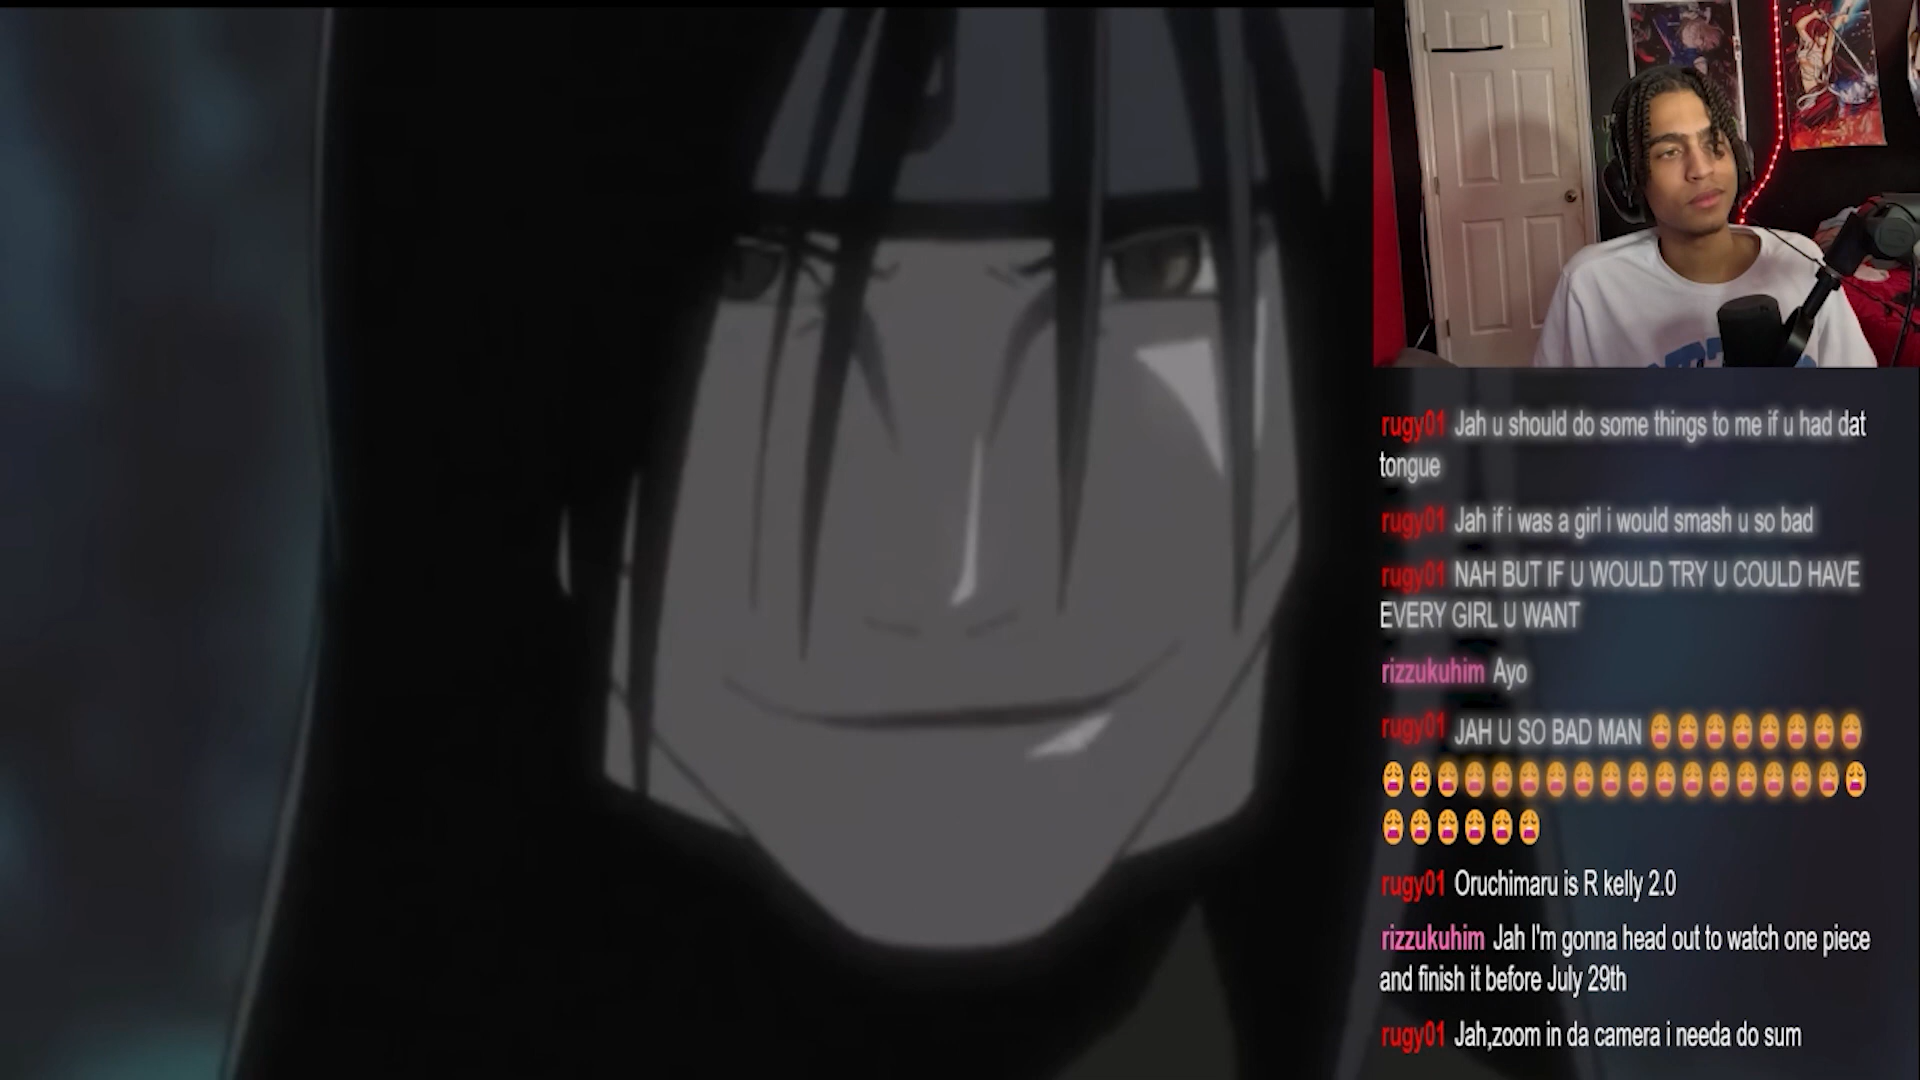 rugy01 Jah u should do some things to me if u had dat
tongue
rugy01 Jah if i was a girl i would smash u so bad
rugy01 NAH BUT IF U WOULD TRY U COULD HAVE
EVERY GIRL U WANT
rizzukuhim Ayo
rugy01 JAH U SO BAD MAN 😩😩😩😩😩😩😩😩
😩😩😩😩😩😩😩😩😩😩😩😩😩😩😩😩😩😩
😩😩😩😩😩😩
rugy01 Oruchimaru is R kelly 2.0
rizzukuhim Jah I'm gonna head out to watch one piece
and finish it before July 29th
rugy01 Jah,zoom in da camera i needa do sum